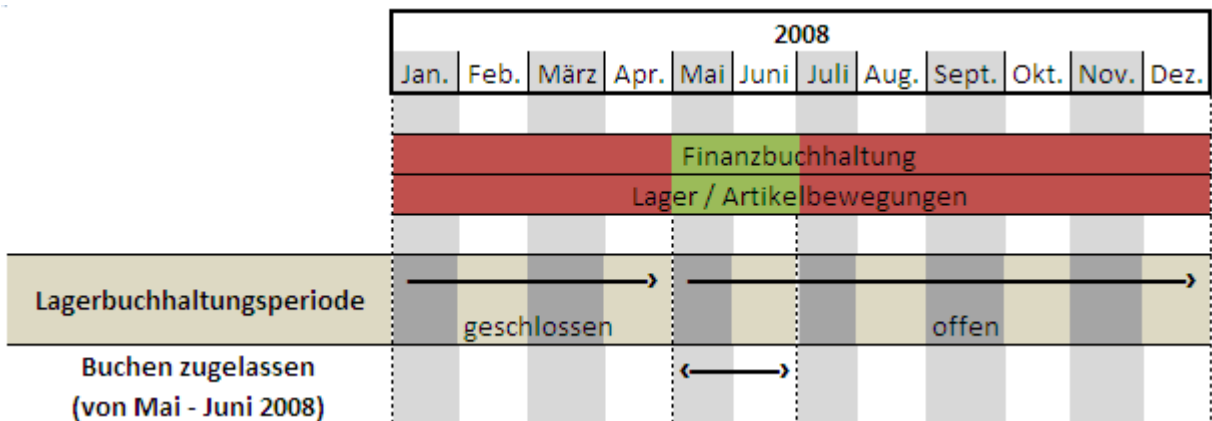 2008
Jan. Feb. März Apr. Mai Juni Juli Aug. Sept. Okt. Nov. Dez.
Finanzbuchhaltung
Lager / Artikelbewegungen
Lagerbuchhaltungsperiode
geschlossen offen
Buchen zugelassen
(von Mai - Juni 2008)